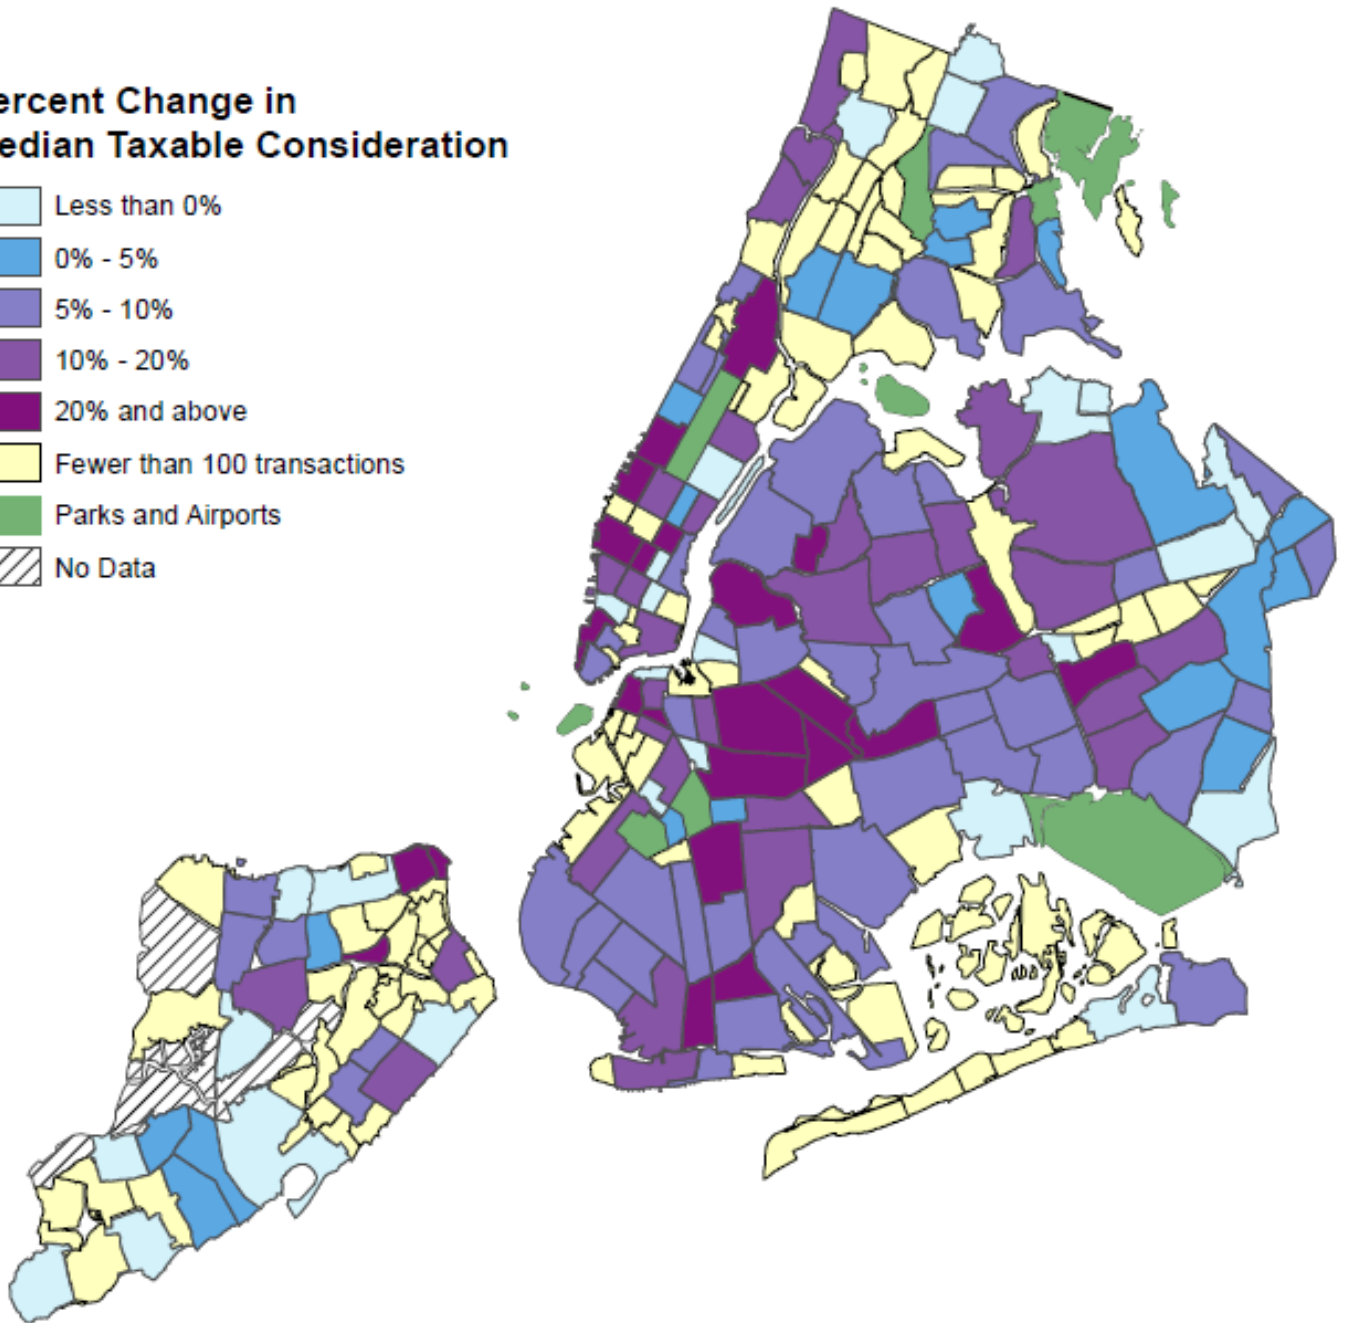 ercent Change in
edian Taxable Consideration
Less than 0%
0% - 5%
5% - 10%
10% - 20%
20% and above
Fewer than 100 transactions
Parks and Airports
No Data